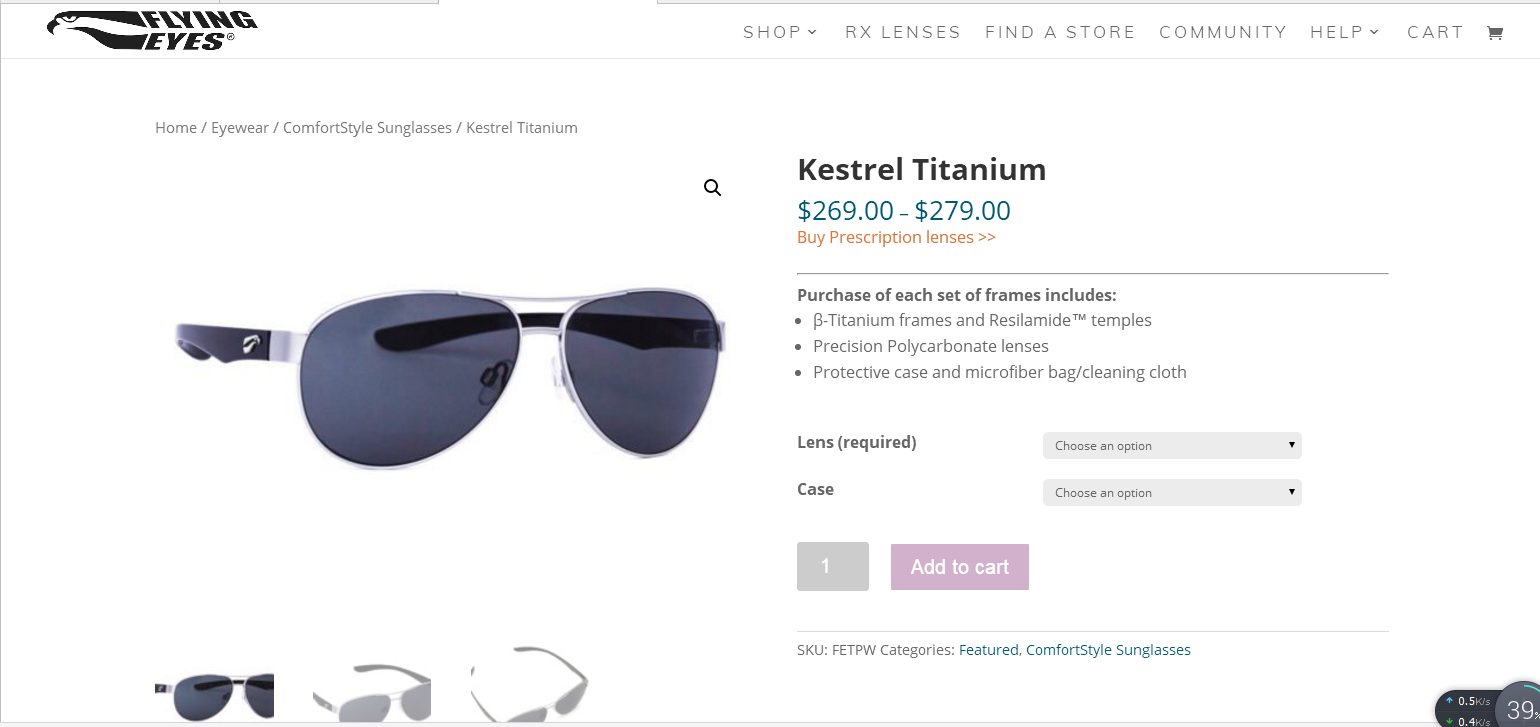 FLYING
EYES®
SHOP RX LENSES FIND A STORE COMMUNITY HELP CART
Home / Eyewear / ComfortStyle Sunglasses / Kestrel Titanium
Kestrel Titanium
$269.00 – $279.00
Buy Prescription lenses >>
Purchase of each set of frames includes:
• β-Titanium frames and Resilamide™ temples
• Precision Polycarbonate lenses
• Protective case and microfiber bag/cleaning cloth
Lens (required) Choose an option
Case Choose an option
1 Add to cart
SKU: FETPW Categories: Featured, ComfortStyle Sunglasses
0.5K/s
0.4K/s
39%